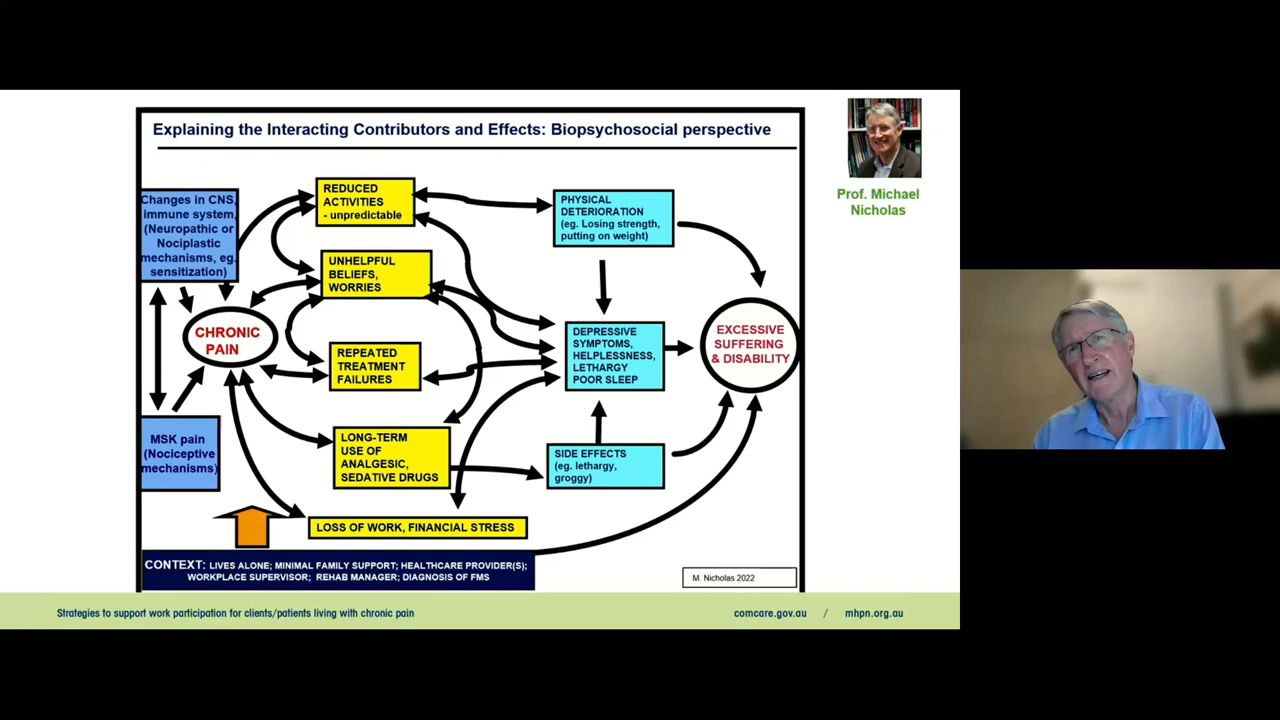 Explaining the Interacting Contributors and Effects: Biopsychosocial perspective
Prof. Michael
Nicholas
Changes in CNS,
immune system,
(Neuropathic or
Nociplastic
mechanisms, eg.
sensitization)
CHRONIC
PAIN
MSK pain
(Nociceptive
mechanisms)
REDUCED
ACTIVITIES
- unpredictable
UNHELPFUL
BELIEFS,
WORRIES
REPEATED
TREATMENT
FAILURES
LONG-TERM
USE OF
ANALGESIC,
SEDATIVE DRUGS
LOSS OF WORK, FINANCIAL STRESS
PHYSICAL
DETERIORATION
(eg. Losing strength,
putting on weight)
DEPRESSIVE
SYMPTOMS,
HELPLESSNESS,
LETHARGY
POOR SLEEP
SIDE EFFECTS
(eg. lethargy,
groggy)
EXCESSIVE
SUFFERING
& DISABILITY
CONTEXT: LIVES ALONE; MINIMAL FAMILY SUPPORT; HEALTHCARE PROVIDER(S);
WORKPLACE SUPERVISOR; REHAB MANAGER; DIAGNOSIS OF FMS
M. Nicholas 2022
Strategies to support work participation for clients/patients living with chronic pain
comcare.gov.au / mhpn.org.au